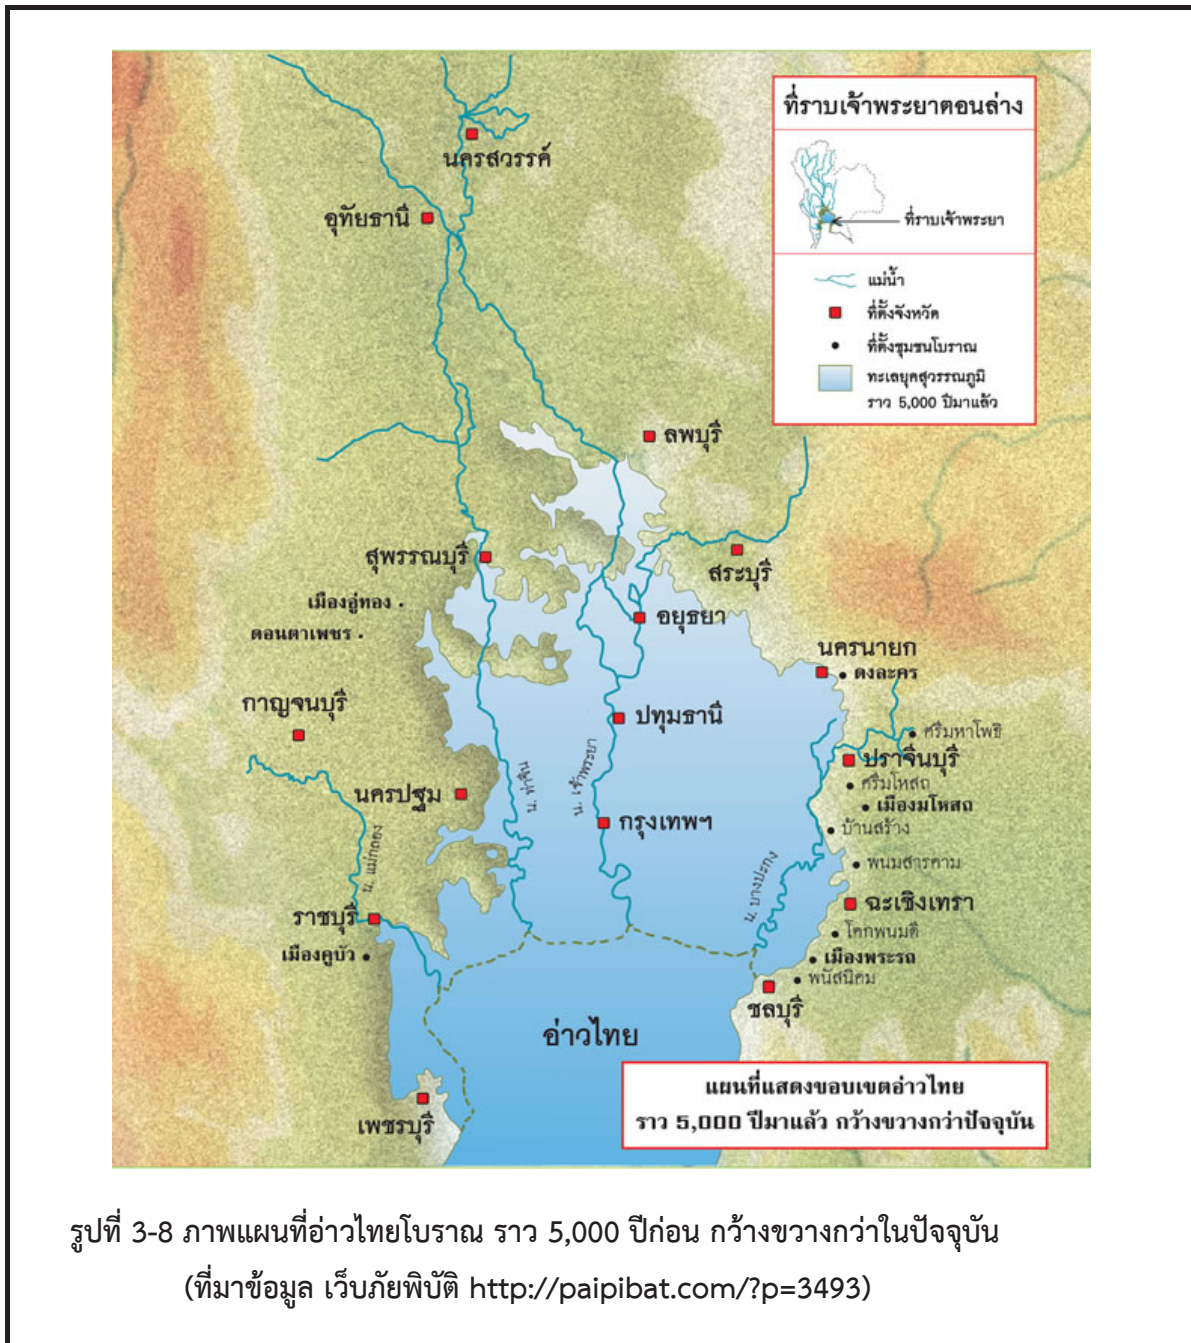 ที่ราบเจ้าพระยาตอนล่าง
ที่ราบเจ้าพระยา
แม่น้ำ
ที่ตั้งจังหวัด
ที่ตั้งชุมชนโบราณ
ทะเลยุคสุวรรณภูมิ
ราว 5,000 ปีมาแล้ว
นครสวรรค์
อุทัยธานี
ลพบุรี
สุพรรณบุรี
สระบุรี
เมืองอู่ทอง
ดอนตาเพชร
อยุธยา
นครนายก
ดงละคร
กาญจนบุรี
ปทุมธานี
ศรีมหาโพธิ
ปราจีนบุรี
ศรีมโหสถ
เมืองมโหสถ
น. ท่าจีน
น. เจ้าพระยา
นครปฐม
กรุงเทพฯ
บ้านสร้าง
พนมสารคาม
น. แม่กลอง
น. บางปะกง
ราชบุรี
ฉะเชิงเทรา
โคกพนมดี
เมืองคูบัว
เมืองพระรถ
พนัสนิคม
ชลบุรี
อ่าวไทย
เพชรบุรี
แผนที่แสดงขอบเขตอ่าวไทย
ราว 5,000 ปีมาแล้ว กว้างขวางกว่าปัจจุบัน
รูปที่ 3-8 ภาพแผนที่อ่าวไทยโบราณ ราว 5,000 ปีก่อน กว้างขวางกว่าในปัจจุบัน
(ที่มาข้อมูล เว็บภัยพิบัติ http://paipibat.com/?p=3493)